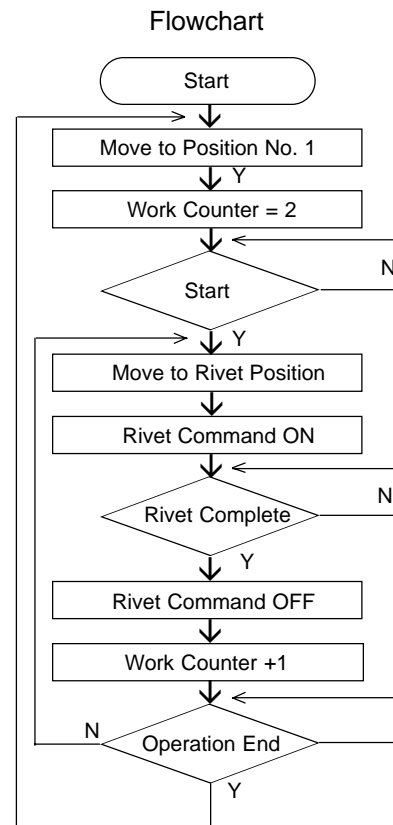 Flowchart
Start
Move to Position No. 1
Y
Work Counter = 2
N
Start
Y
Move to Rivet Position
Rivet Command ON
N
Rivet Complete
Y
Rivet Command OFF
Work Counter +1
N
Operation End
Y